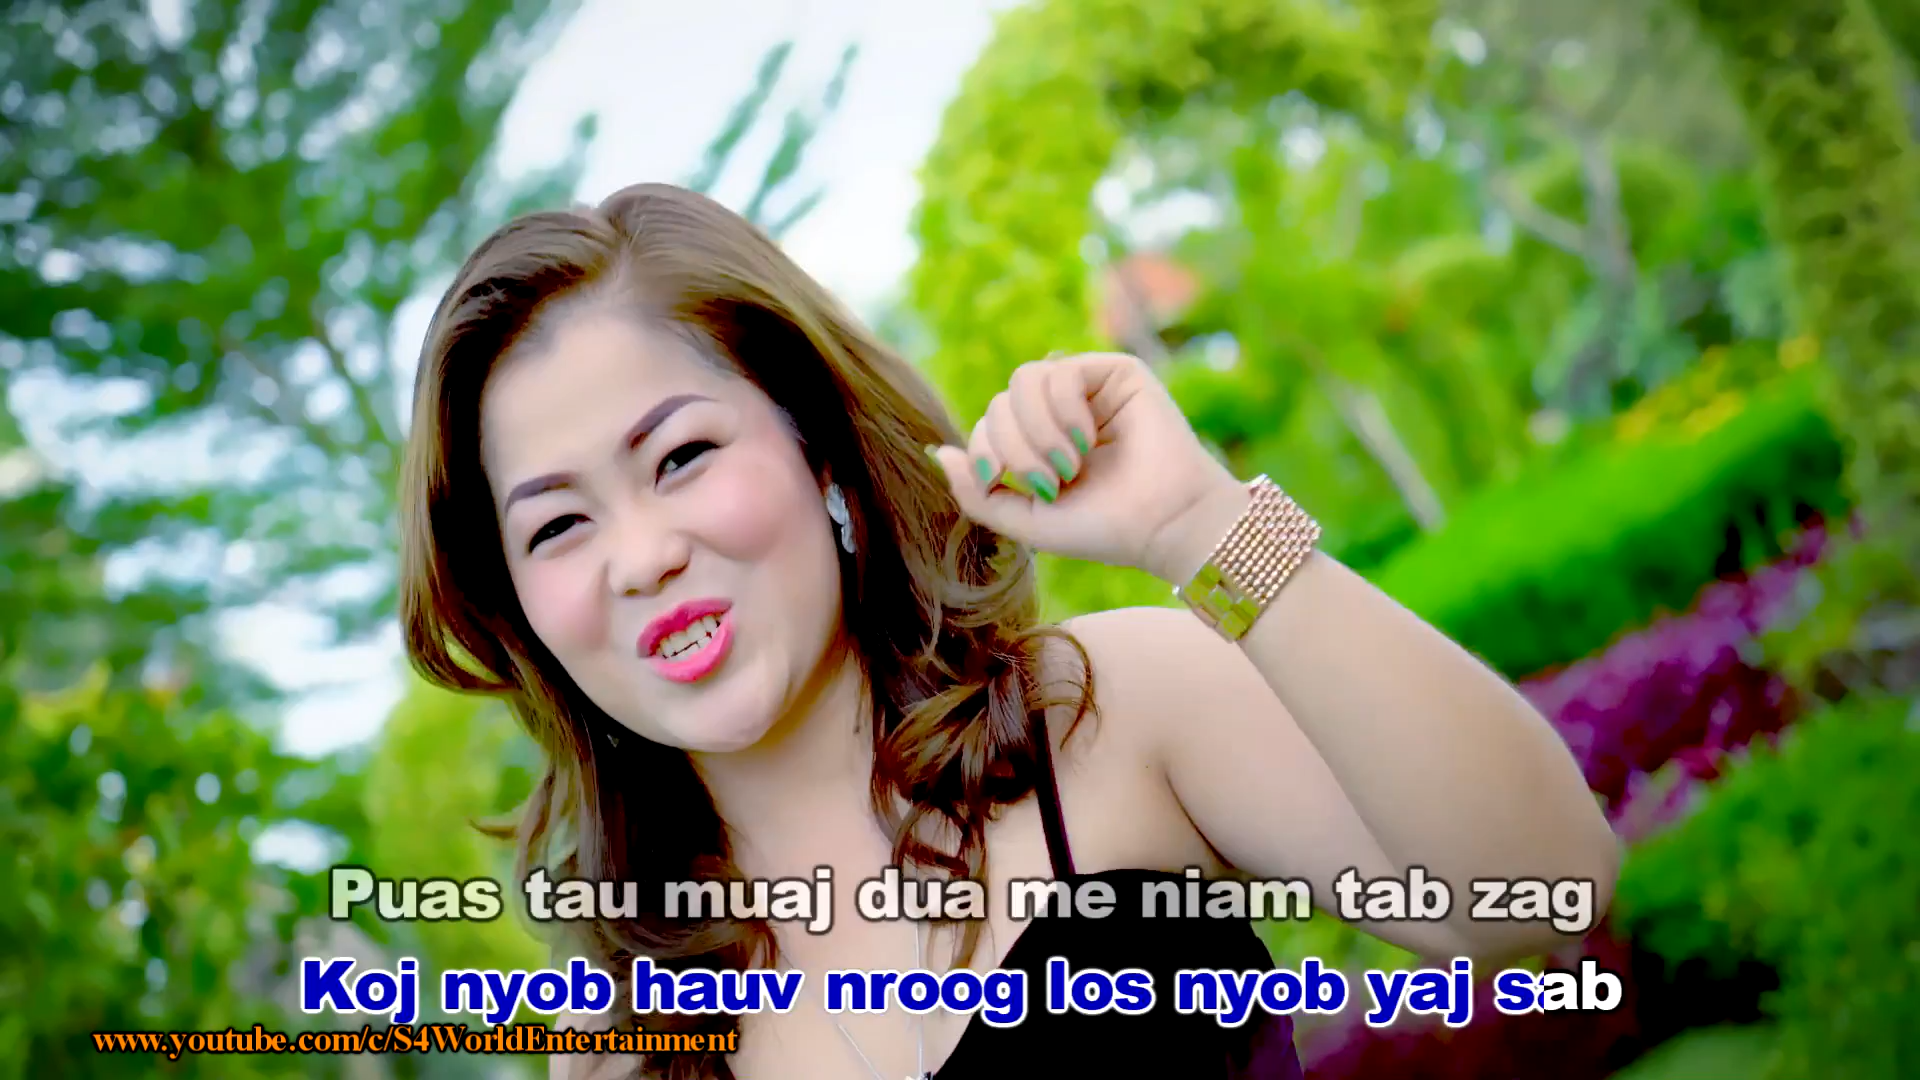 Puas tau muaj dua me niam tab zag
Koj nyob hauv nroog los nyob yaj sab
www.youtube.com/c/S4WorldEntertainment